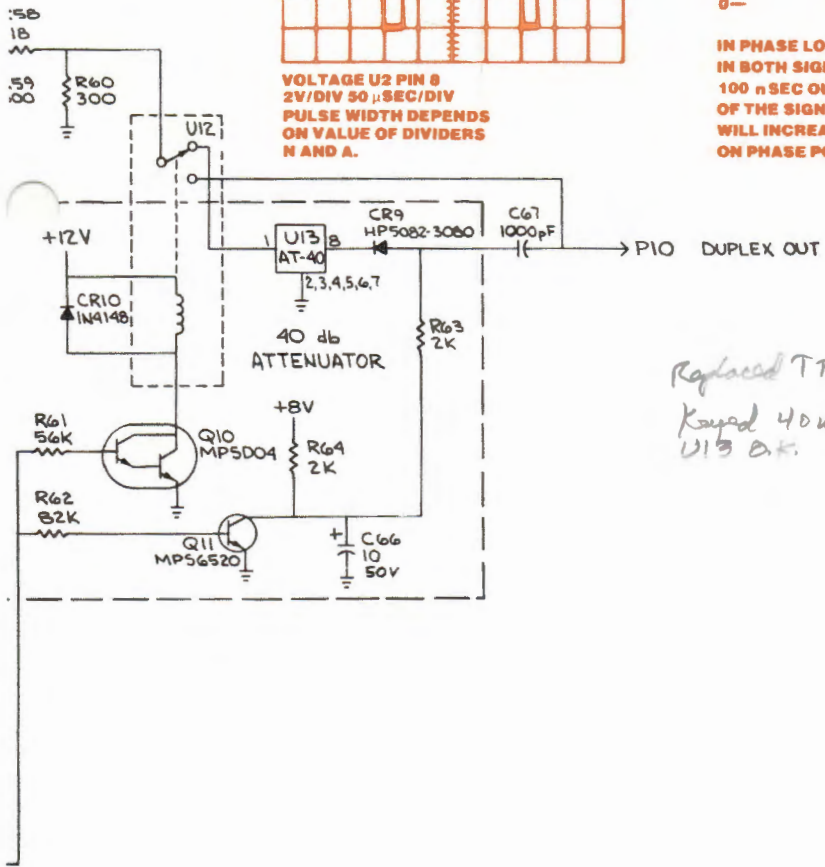 :58
18
:59
00
R60
300
U12
VOLTAGE U2 PIN 8
2V/DIV 50 µSEC/DIV
PULSE WIDTH DEPENDS
ON VALUE OF DIVIDERS
N AND A.
0—
IN PHASE LO
IN BOTH SIG
100 nSEC OU
OF THE SIGN
WILL INCREA
ON PHASE PO
+12V
CR10
1N4148
1
U13
8
AT-40
2,3,4,5,6,7
CR9
HP5082-3080
C67
1000pF
P10 DUPLEX OUT
40 db
ATTENUATOR
R63
2K
Replaced
40
U13 O.K.
R61
56K
Q10
MPSD04
+8V
R64
2K
R62
82K
Q11
MPS6520
+
C66
10
50V